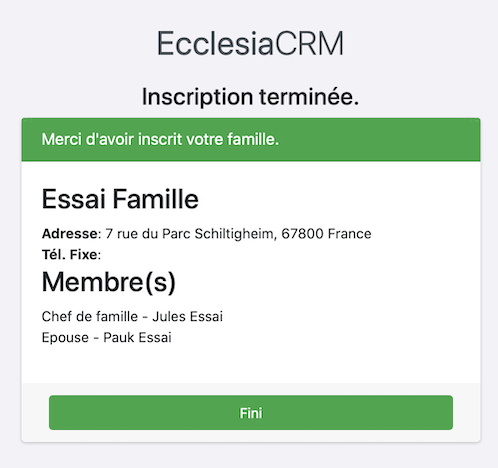 EcclesiaCRM
Inscription terminée.
Merci d'avoir inscrit votre famille.
Essai Famille
Adresse: 7 rue du Parc Schiltigheim, 67800 France
Tél. Fixe:
Membre(s)
Chef de famille - Jules Essai
Epouse - Pauk Essai
Fini